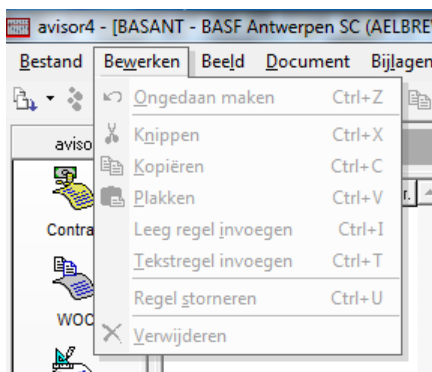 avisor4 - [BASANT - BASF Antwerpen SC (AELBRE
Bestand Bewerken Beeld Document Bijlagen
Ongedaan maken Ctrl+Z
Knippen Ctrl+X
Kopiëren Ctrl+C
Plakken Ctrl+V
Leeg regel invoegen Ctrl+I
Tekstregel invoegen Ctrl+T
Regel storneren Ctrl+U
Verwijderen
aviso
r.
Contra
WOC